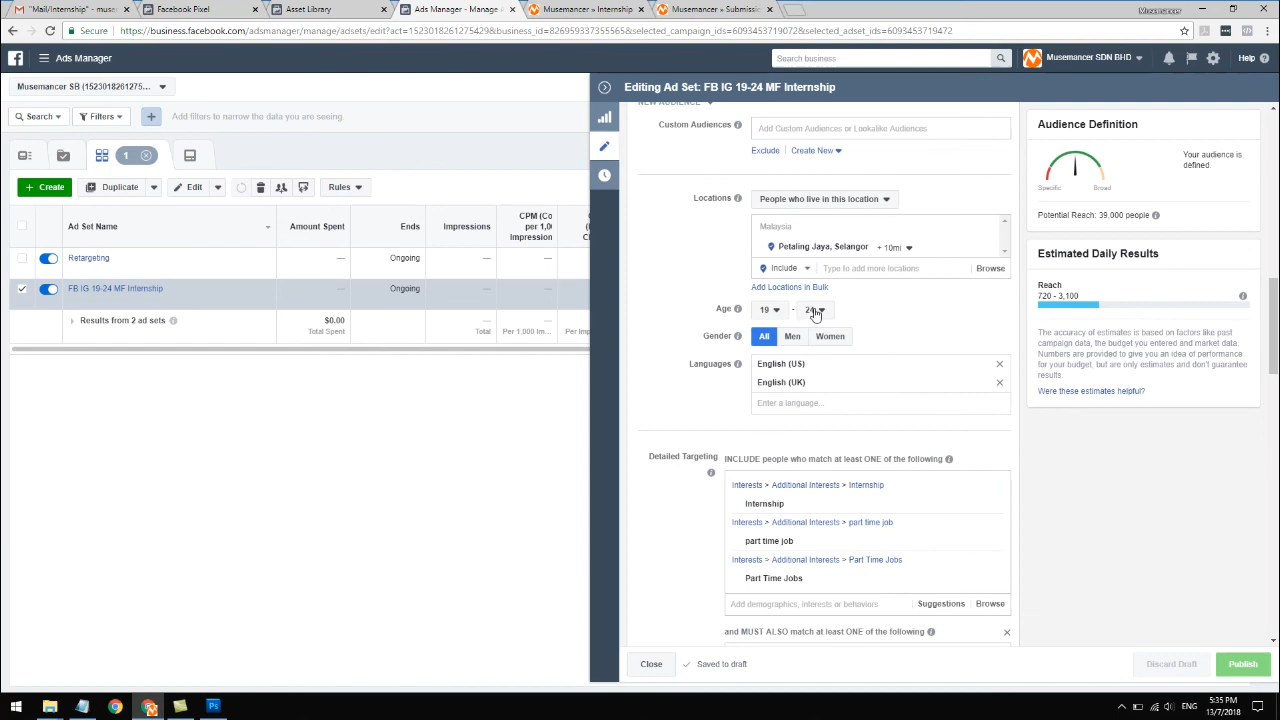 "Mail/Internship" - musem
Facebook Pixel
Asset Library
Ads Manager - Manage A
Musemancer » Internship
Musemancer » Submissi
Musemancer
Secure
https://business.facebook.com/adsmanager/manage/adsets/edit?act=1523018261275429&business_id=826959337355565&selected_campaign_ids=6093453719072&selected_adset_ids=6093453719472
Ads Manager
Search business
Musemancer SDN BHD
Help
Musemancer SB (1523018261275...
Editing Ad Set: FB IG 19-24 MF Internship
Search
Filters
Add filters to narrow the data you are seeing.
1
Create
Duplicate
Edit
Rules
Ad Set Name
Amount Spent
Ends
Impressions
CPM (Co
per 1,00
Impression
Retargeting
—
Ongoing
—
—
FB IG 19-24 MF Internship
—
Ongoing
—
—
Results from 2 ad sets
$0.00
—
—
Total Spent
Total
Per 1,000 Im...
NEW AUDIENCE
Custom Audiences
Add Custom Audiences or Lookalike Audiences
Exclude
Create New
Locations
People who live in this location
Malaysia
Petaling Jaya, Selangor + 10mi
Include
Type to add more locations
Browse
Add Locations in Bulk
Age
19 - 24
Gender
All
Men
Women
Languages
English (US)
English (UK)
Enter a language...
Detailed Targeting
INCLUDE people who match at least ONE of the following
Interests > Additional Interests > Internship
Internship
Interests > Additional Interests > part time job
part time job
Interests > Additional Interests > Part Time Jobs
Part Time Jobs
Add demographics, interests or behaviors
Suggestions
Browse
and MUST ALSO match at least ONE of the following
Close
Saved to draft
Discard Draft
Publish
Audience Definition
Your audience is
defined.
Specific
Broad
Potential Reach: 39,000 people
Estimated Daily Results
Reach
720 - 3,100
The accuracy of estimates is based on factors like past
campaign data, the budget you entered and market data.
Numbers are provided to give you an idea of performance
for your budget, but are only estimates and don't guarantee
results.
Were these estimates helpful?
5:35 PM
13/7/2018